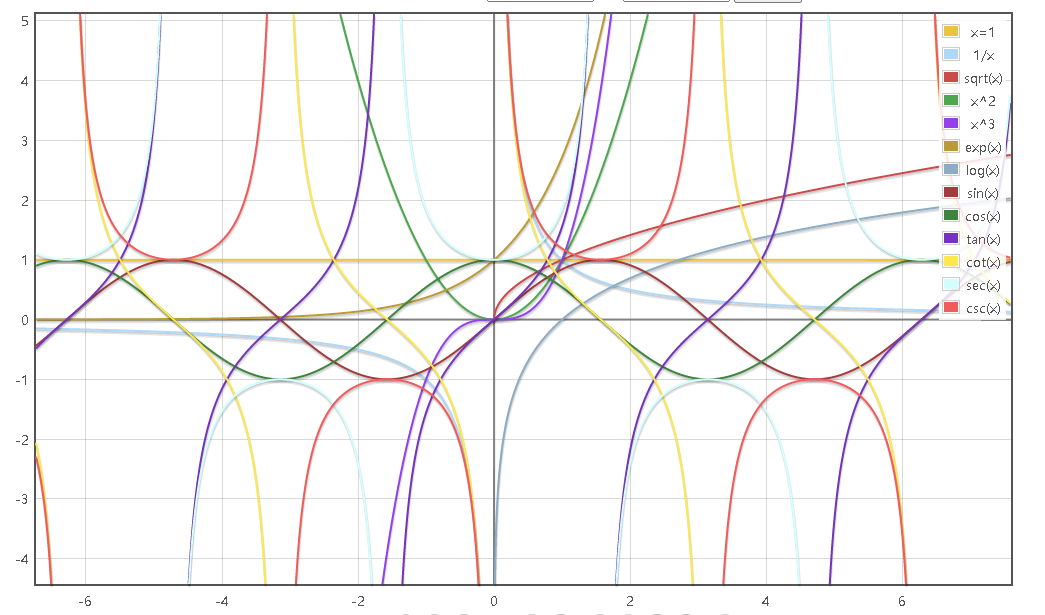 5
4
3
2
1
0
-1
-2
-3
-4
-6
-4
-2
0
2
4
6
x=1
1/x
sqrt(x)
x^2
x^3
exp(x)
log(x)
sin(x)
cos(x)
tan(x)
cot(x)
sec(x)
csc(x)